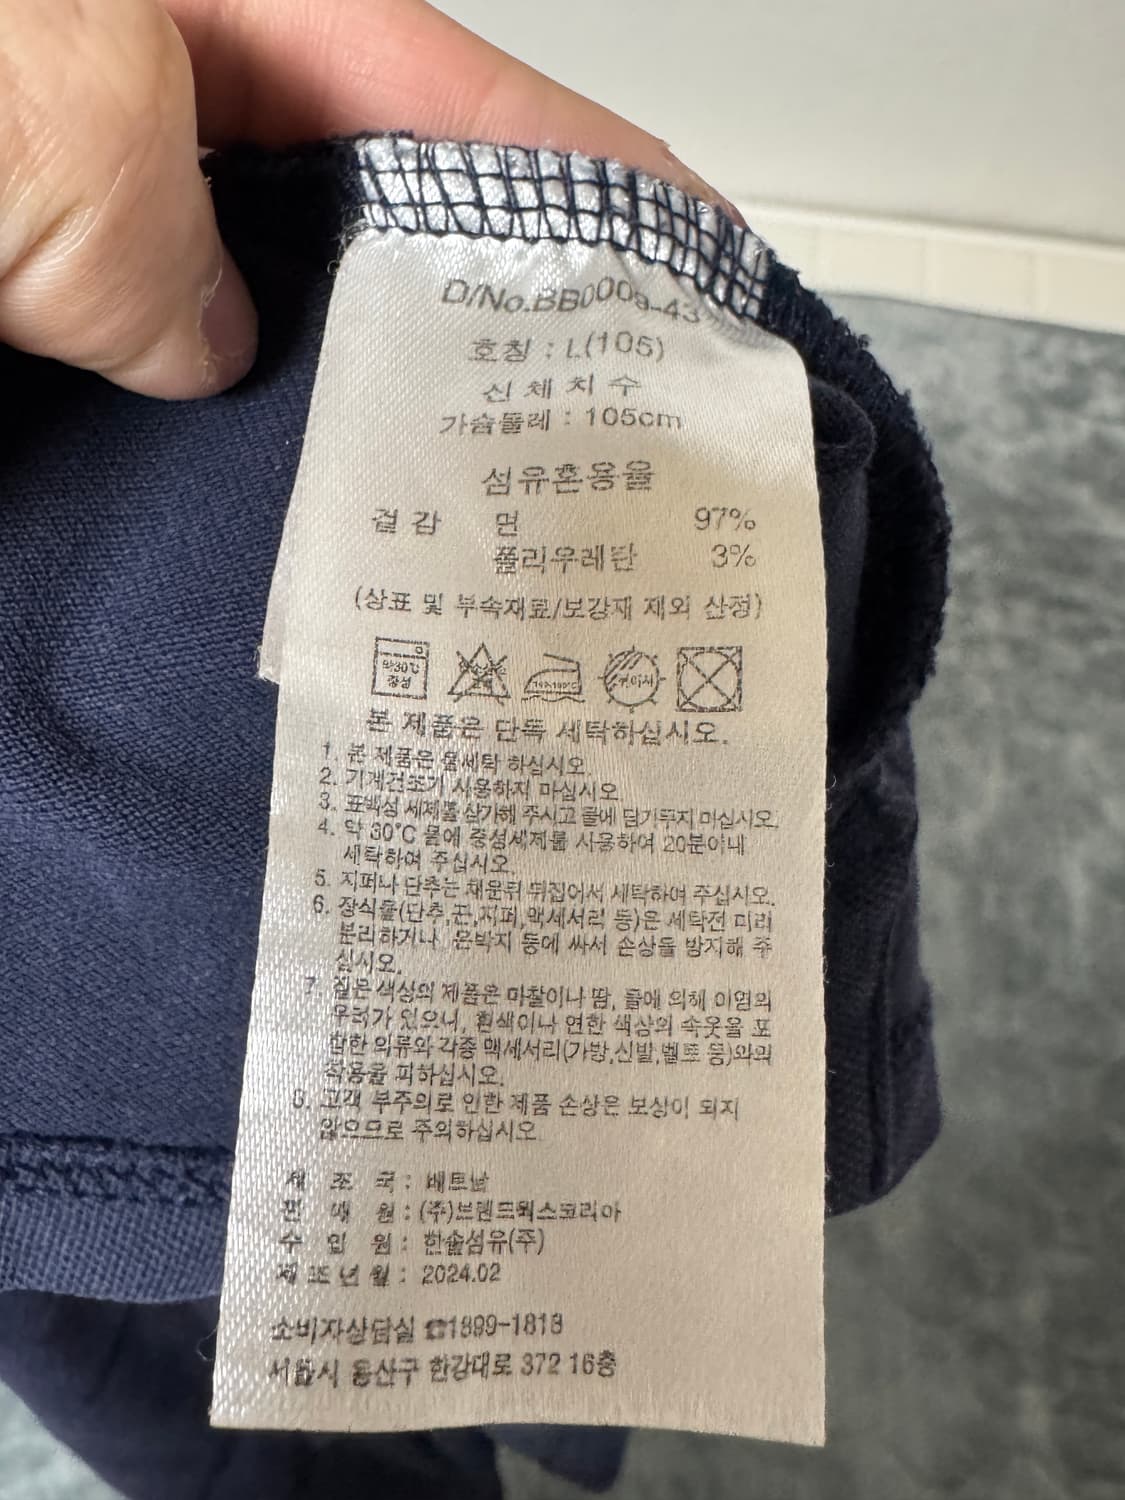 D/No.BB0009-43
호칭 : L(105)
신 체 치 수
가슴둘레 : 105cm
섬유혼용율
겉 감 면 97%
폴리우레탄 3%
(상표 및 부속재료/보강재 제외 산정)
약30℃
중성
본 제품은 단독 세탁하십시오.
1. 본 제품은 물세탁 하십시오.
2. 기계건조기 사용하지 마십시오
3. 표백성 세제를 삼가해 주시고 물에 담가두지 마십시오.
4. 약 30℃ 물에 중성세제를 사용하여 20분이내
세탁하여 주십시오.
5. 지퍼나 단추는 채운뒤 뒤집어서 세탁하여 주십시오.
6. 장식물(단추,끈,지퍼,액세서리 등)은 세탁전 미리
분리하거나, 은박지 등에 싸서 손상을 방지해 주
십시오.
7. 짙은 색상의 제품은 마찰이나 땀, 물에 의해 이염의
우려가 있으니, 흰색이나 연한 색상의 속옷을 포
함한 의류와 각종 액세서리(가방,신발,벨트 등)와의
착용을 피하십시오.
8. 고객 부주의로 인한 제품 손상은 보상이 되지
않으므로 주의하십시오.
제 조 국 : 베트남
판 매 원 : (주)브랜드웍스코리아
수 입 원 : 한솔섬유(주)
제 조 년 월 : 2024.02
소비자상담실 ☎1899-1818
서울시 용산구 한강대로 372 16층